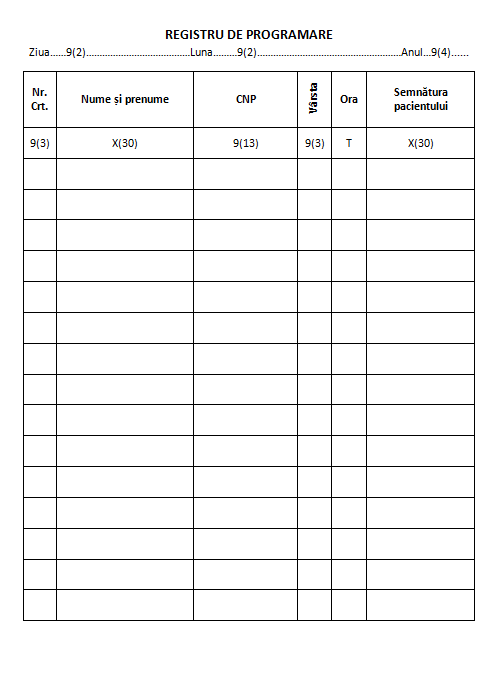 REGISTRU DE PROGRAMARE
Ziua......9(2).......................................Luna.........9(2)......................................................Anul...9(4)......
Nr. Crt. Nume și prenume CNP Vârsta Ora Semnătura pacientului
9(3) X(30) 9(13) 9(3) T X(30)